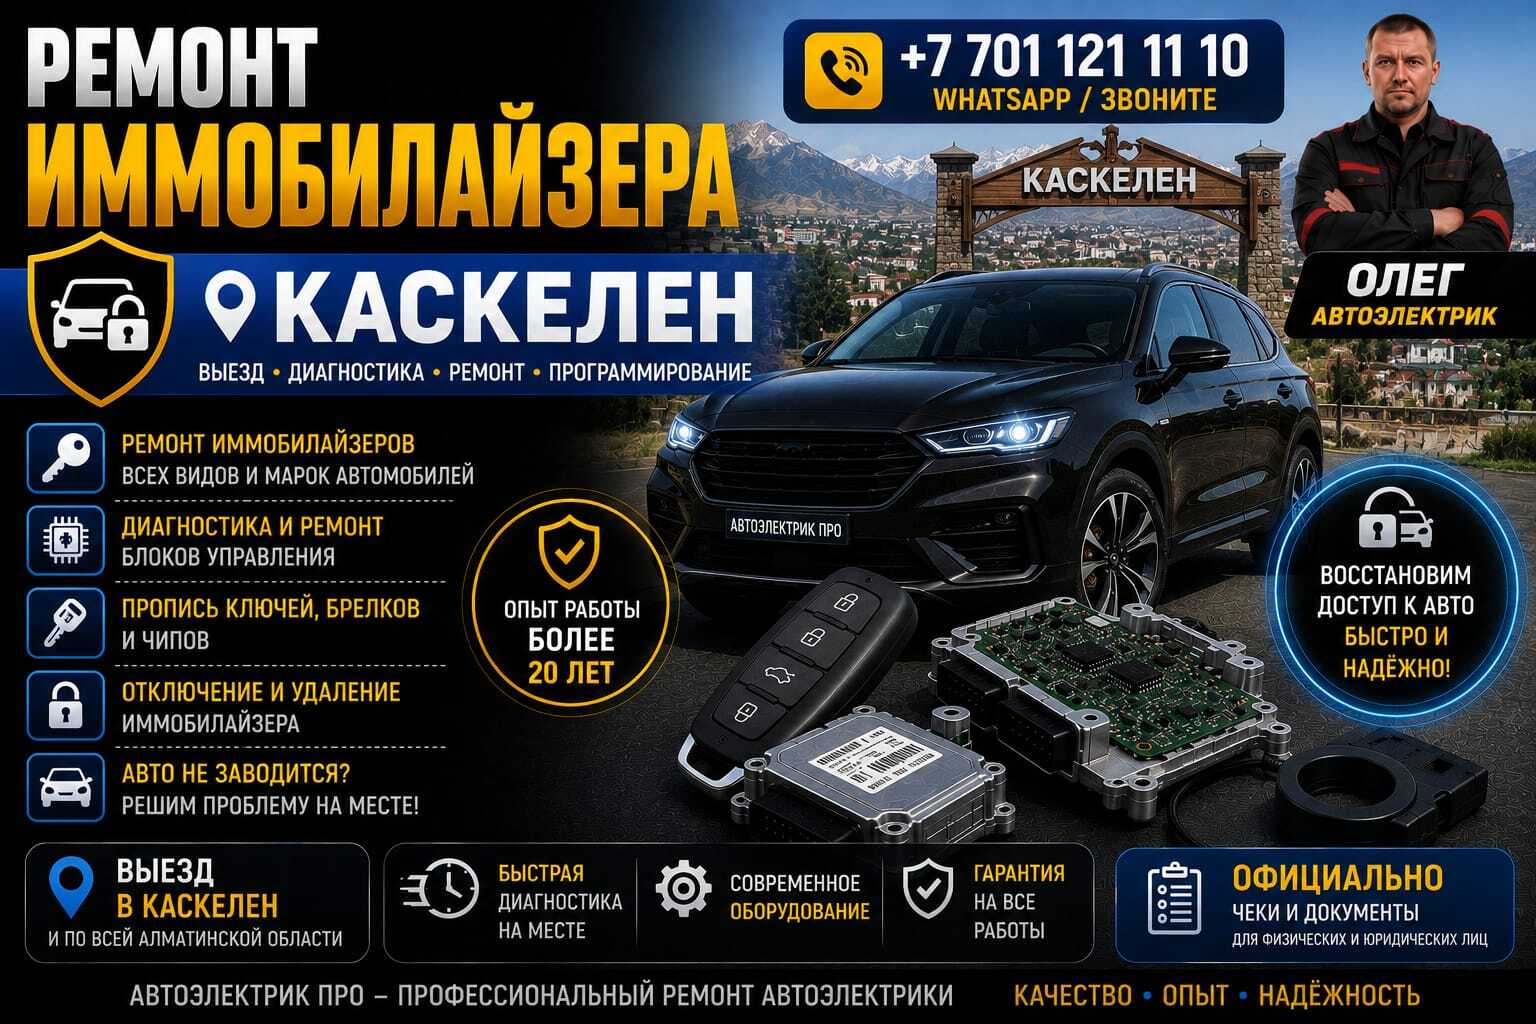 РЕМОНТ
ИММОБИЛАЙЗЕРА
КАСКЕЛЕН
ВЫЕЗД • ДИАГНОСТИКА • РЕМОНТ • ПРОГРАММИРОВАНИЕ
+7 701 121 11 10
WHATSAPP / ЗВОНИТЕ
КАСКЕЛЕН
ОЛЕГ
АВТОЭЛЕКТРИК
РЕМОНТ ИММОБИЛАЙЗЕРОВ
ВСЕХ ВИДОВ И МАРОК АВТОМОБИЛЕЙ
ДИАГНОСТИКА И РЕМОНТ
БЛОКОВ УПРАВЛЕНИЯ
ПРОПИСЬ КЛЮЧЕЙ, БРЕЛКОВ
И ЧИПОВ
ОТКЛЮЧЕНИЕ И УДАЛЕНИЕ
ИММОБИЛАЙЗЕРА
АВТО НЕ ЗАВОДИТСЯ?
РЕШИМ ПРОБЛЕМУ НА МЕСТЕ!
ОПЫТ РАБОТЫ
БОЛЕЕ
20 ЛЕТ
АВТОЭЛЕКТРИК ПРО
ВОССТАНОВИМ
ДОСТУП К АВТО
БЫСТРО И
НАДЁЖНО!
ВЫЕЗД
В КАСКЕЛЕН
И ПО ВСЕЙ АЛМАТИНСКОЙ ОБЛАСТИ
БЫСТРАЯ
ДИАГНОСТИКА
НА МЕСТЕ
СОВРЕМЕННОЕ
ОБОРУДОВАНИЕ
ГАРАНТИЯ
НА ВСЕ
РАБОТЫ
ОФИЦИАЛЬНО
ЧЕКИ И ДОКУМЕНТЫ
ДЛЯ ФИЗИЧЕСКИХ И ЮРИДИЧЕСКИХ ЛИЦ
АВТОЭЛЕКТРИК ПРО – ПРОФЕССИОНАЛЬНЫЙ РЕМОНТ АВТОЭЛЕКТРИКИ
КАЧЕСТВО • ОПЫТ • НАДЁЖНОСТЬ